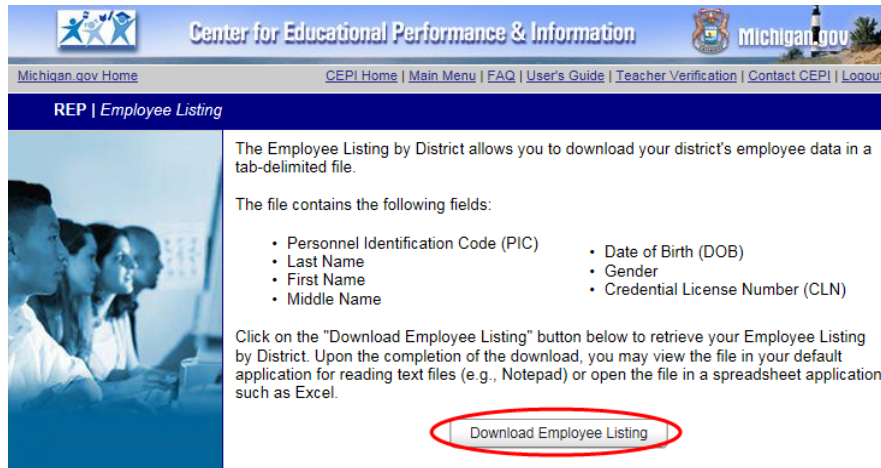 Center for Educational Performance & Information
Michigan.gov
Michigan.gov Home
CEPI Home | Main Menu | FAQ | User's Guide | Teacher Verification | Contact CEPI | Logout
REP | Employee Listing
The Employee Listing by District allows you to download your district's employee data in a
tab-delimited file.
The file contains the following fields:
• Personnel Identification Code (PIC)
• Last Name
• First Name
• Middle Name
• Date of Birth (DOB)
• Gender
• Credential License Number (CLN)
Click on the "Download Employee Listing" button below to retrieve your Employee Listing
by District. Upon the completion of the download, you may view the file in your default
application for reading text files (e.g., Notepad) or open the file in a spreadsheet application
such as Excel.
Download Employee Listing